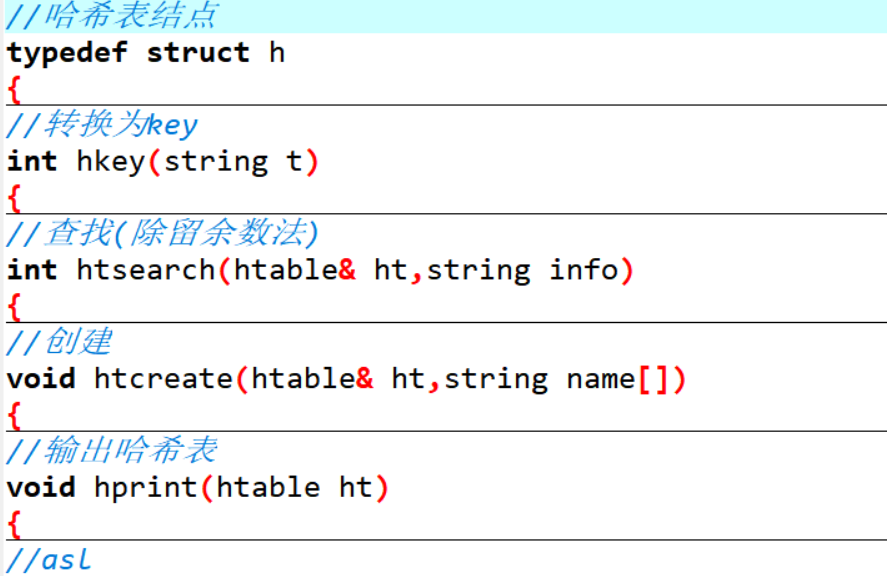 //哈希表结点
typedef struct h
{
//转换为key
int hkey(string t)
{
//查找(除留余数法)
int htsearch(htable& ht,string info)
{
//创建
void htcreate(htable& ht,string name[])
{
//输出哈希表
void hprint(htable ht)
{
//asl